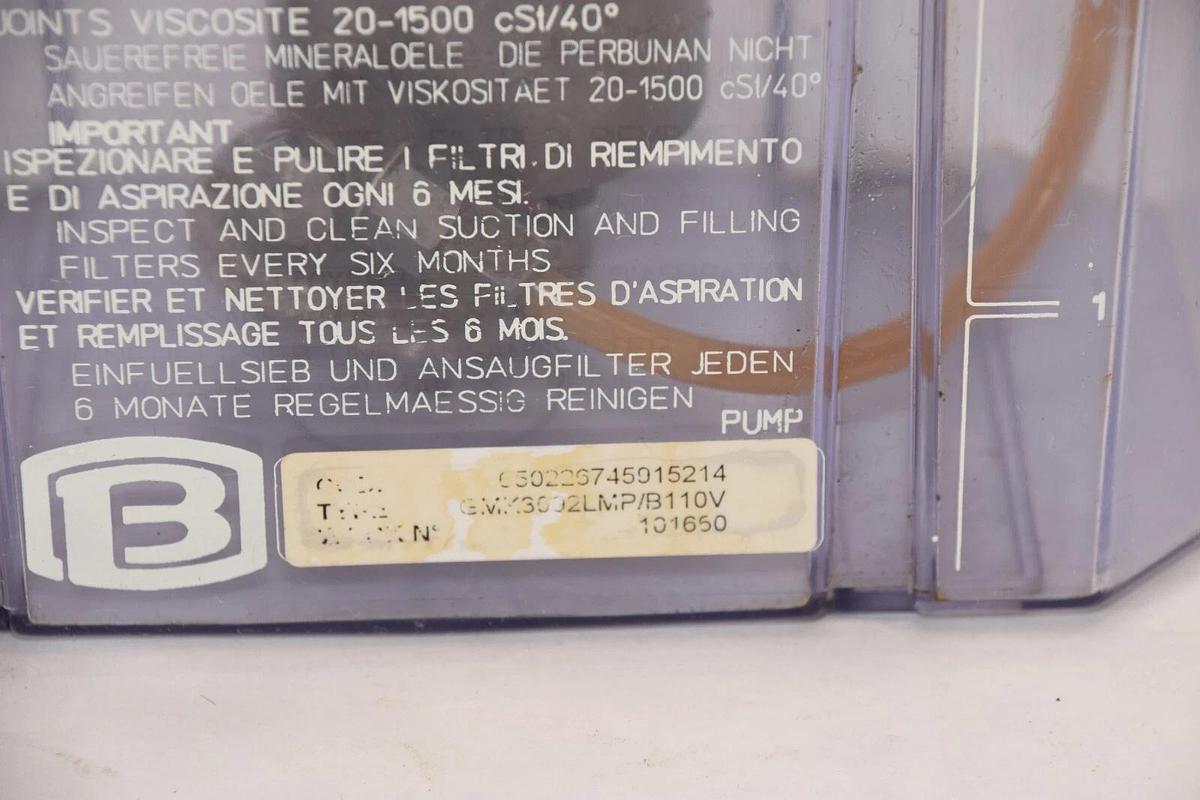 JOINTS VISCOSITE 20-1500 cSt/40°
SAUEREFREIE MINERALOELE DIE PERBUNAN NICHT
ANGREIFEN OELE MIT VISKOSITAET 20-1500 cSt/40°
IMPORTANT
ISPEZIONARE E PULIRE I FILTRI DI RIEMPIMENTO
E DI ASPIRAZIONE OGNI 6 MESI.
INSPECT AND CLEAN SUCTION AND FILLING
FILTERS EVERY SIX MONTHS
VERIFIER ET NETTOYER LES FILTRES D'ASPIRATION
ET REMPLISSAGE TOUS LES 6 MOIS.
EINFUELLSIEB UND ANSAUGFILTER JEDEN
6 MONATE REGELMAESSIG REINIGEN
PUMP
B
TYPE
N° 101650
1